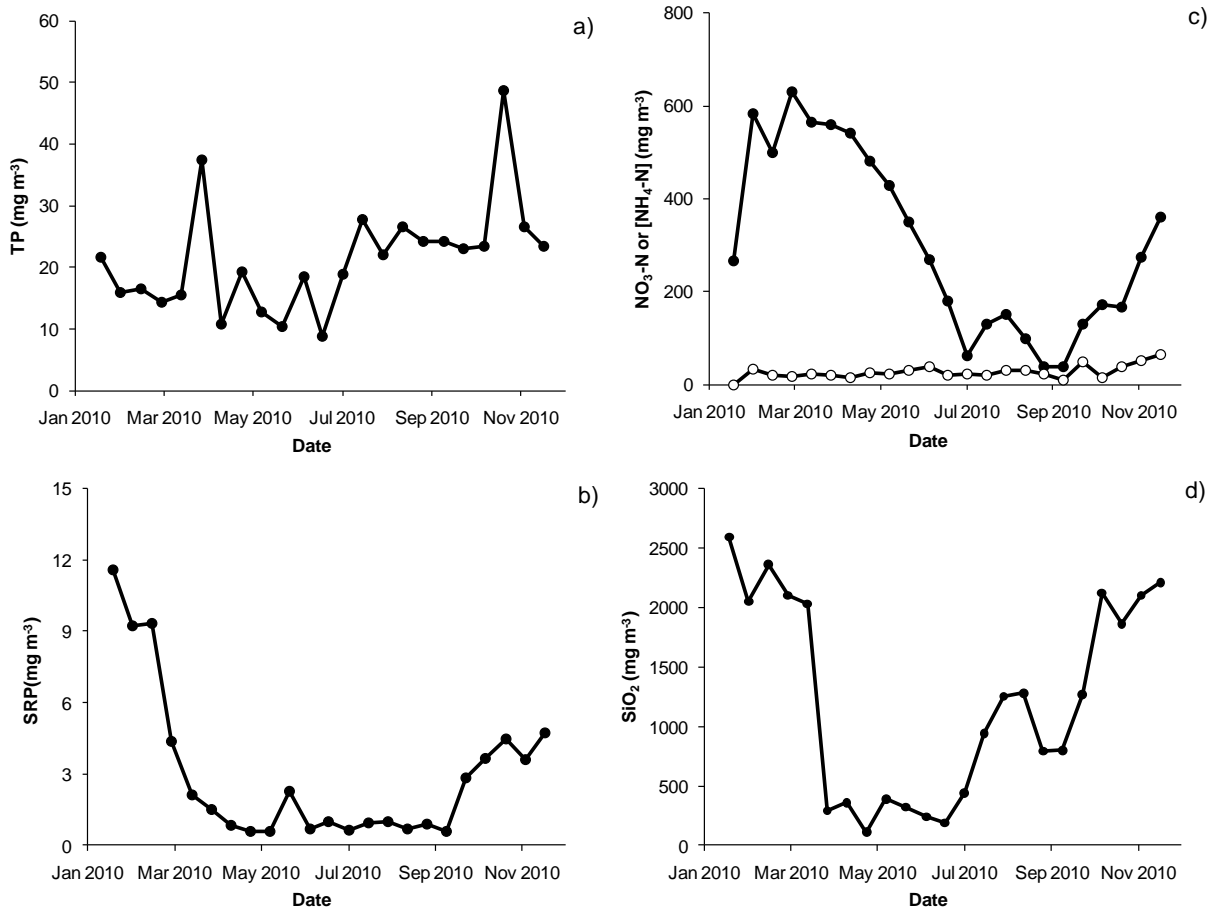 a)
60
50
40
30
20
10
0
TP (mg m⁻³)
Jan 2010 Mar 2010 May 2010 Jul 2010 Sep 2010 Nov 2010
Date
c)
800
600
400
200
0
NO₃-N or [NH₄-N] (mg m⁻³)
Jan 2010 Mar 2010 May 2010 Jul 2010 Sep 2010 Nov 2010
Date
b)
15
12
9
6
3
0
SRP(mg m⁻³)
Jan 2010 Mar 2010 May 2010 Jul 2010 Sep 2010 Nov 2010
Date
d)
3000
2500
2000
1500
1000
500
0
SiO₂ (mg m⁻³)
Jan 2010 Mar 2010 May 2010 Jul 2010 Sep 2010 Nov 2010
Date